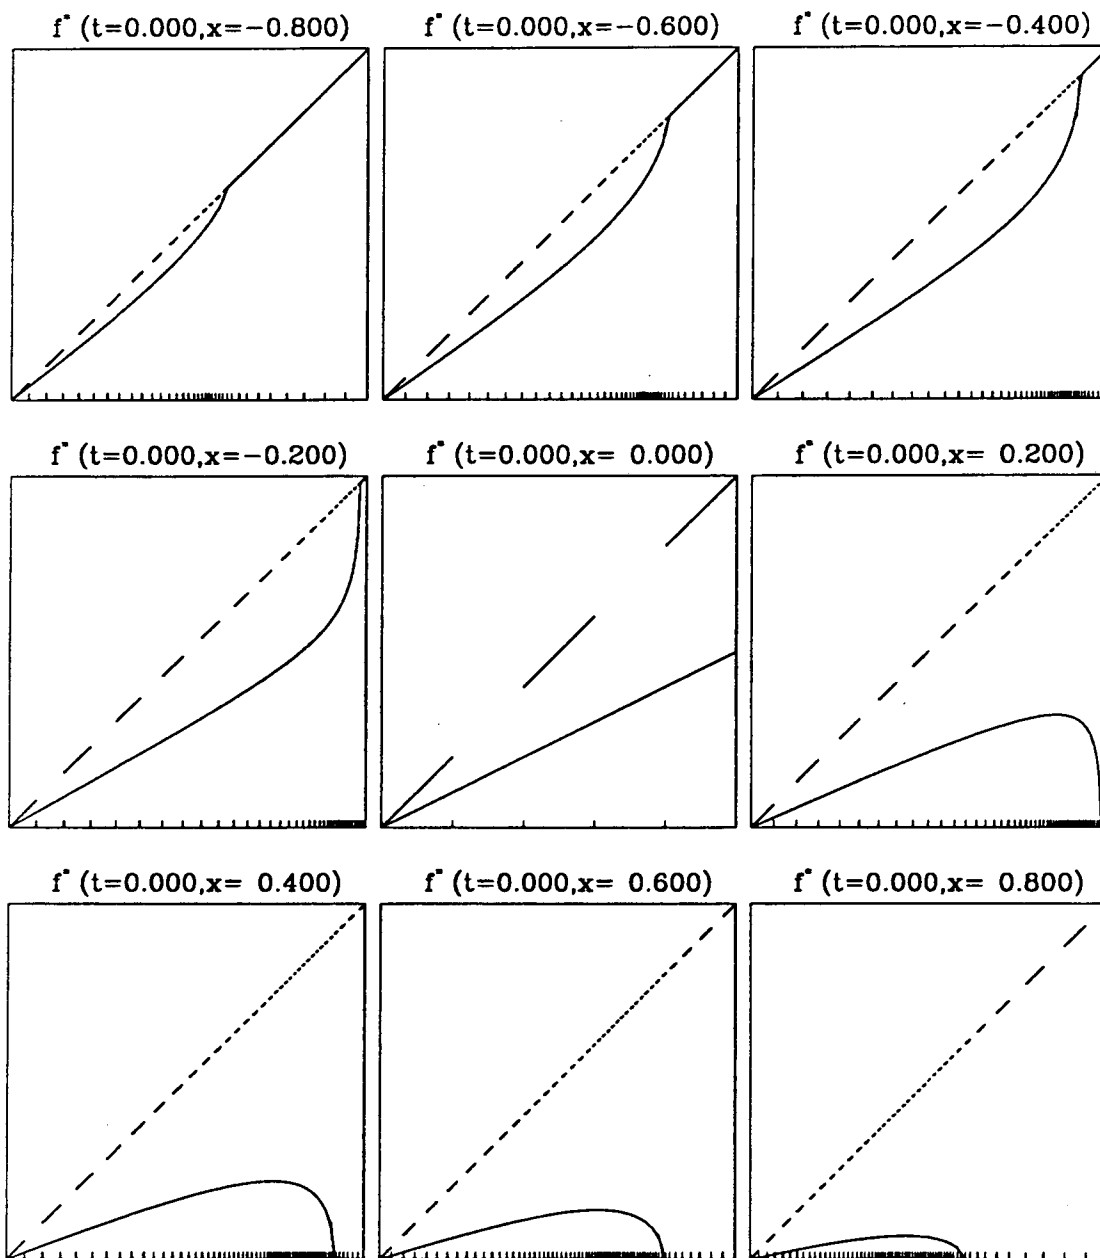 f* (t=0.000,x=−0.800)
f* (t=0.000,x=−0.600)
f* (t=0.000,x=−0.400)
f* (t=0.000,x=−0.200)
f* (t=0.000,x= 0.000)
f* (t=0.000,x= 0.200)
f* (t=0.000,x= 0.400)
f* (t=0.000,x= 0.600)
f* (t=0.000,x= 0.800)